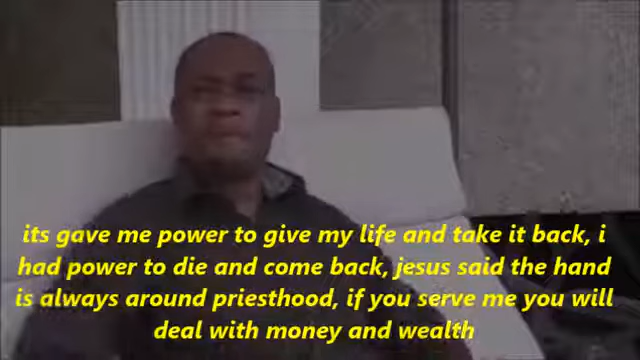 its gave me power to give my life and take it back, i
had power to die and come back, jesus said the hand
is always around priesthood, if you serve me you will
deal with money and wealth